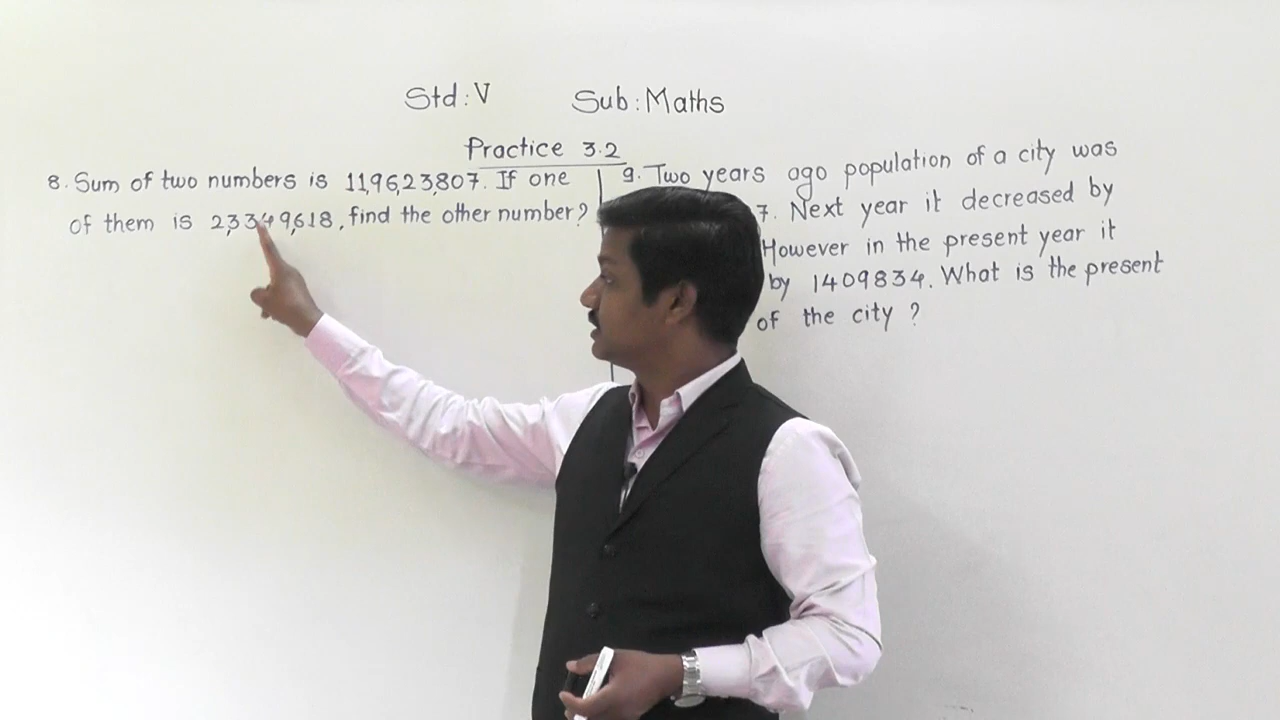 Std : V Sub : Maths
Practice 3.2
8. Sum of two numbers is 11,96,23,807. If one
of them is 2,33,49,618, find the other number?
9. Two years ago population of a city was
7. Next year it decreased by
However in the present year it
by 1409834. What is the present
of the city ?